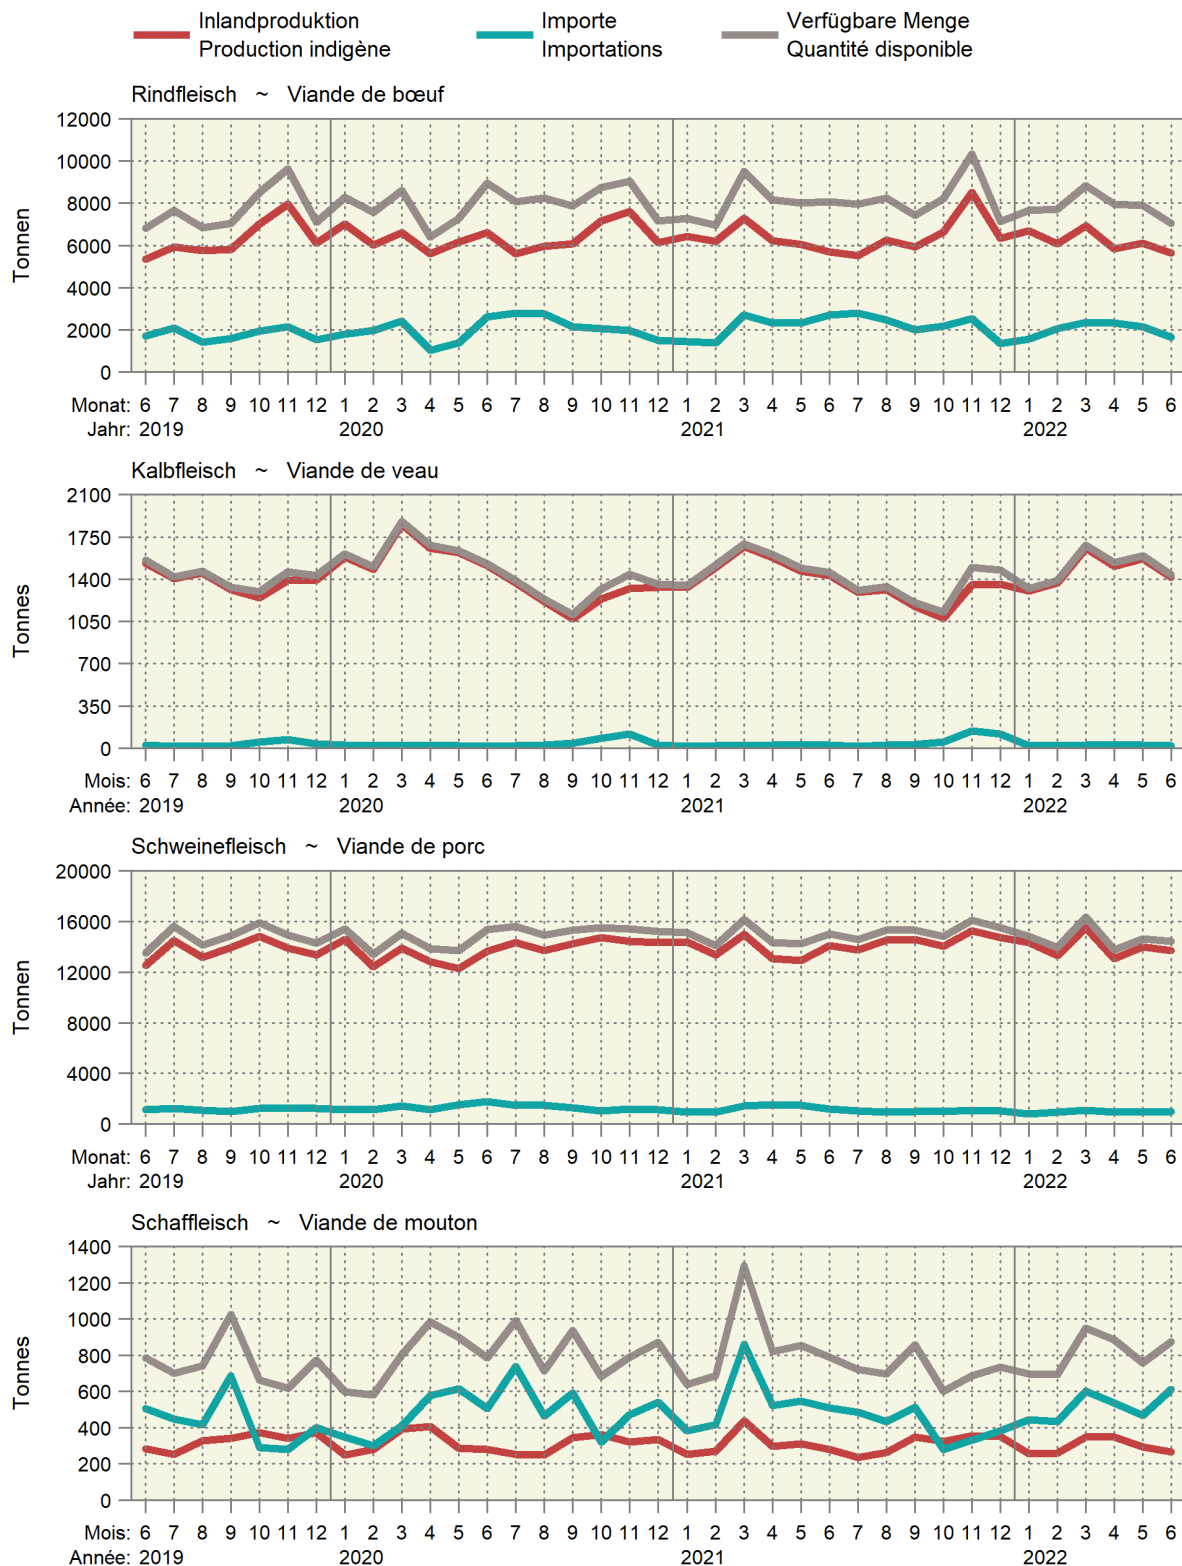 Inlandproduktion
Production indigène
Importe
Importations
Verfügbare Menge
Quantité disponible
Rindfleisch ~ Viande de bœuf
12000
10000
8000
6000
4000
2000
0
Tonnen
Monat: 6 7 8 9 10 11 12 1 2 3 4 5 6 7 8 9 10 11 12 1 2 3 4 5 6 7 8 9 10 11 12 1 2 3 4 5 6
Jahr: 2019 2020 2021 2022
Kalbfleisch ~ Viande de veau
2100
1750
1400
1050
700
350
0
Tonnes
Mois: 6 7 8 9 10 11 12 1 2 3 4 5 6 7 8 9 10 11 12 1 2 3 4 5 6 7 8 9 10 11 12 1 2 3 4 5 6
Année: 2019 2020 2021 2022
Schweinefleisch ~ Viande de porc
20000
16000
12000
8000
4000
0
Tonnen
Monat: 6 7 8 9 10 11 12 1 2 3 4 5 6 7 8 9 10 11 12 1 2 3 4 5 6 7 8 9 10 11 12 1 2 3 4 5 6
Jahr: 2019 2020 2021 2022
Schaffleisch ~ Viande de mouton
1400
1200
1000
800
600
400
200
0
Tonnes
Mois: 6 7 8 9 10 11 12 1 2 3 4 5 6 7 8 9 10 11 12 1 2 3 4 5 6 7 8 9 10 11 12 1 2 3 4 5 6
Année: 2019 2020 2021 2022